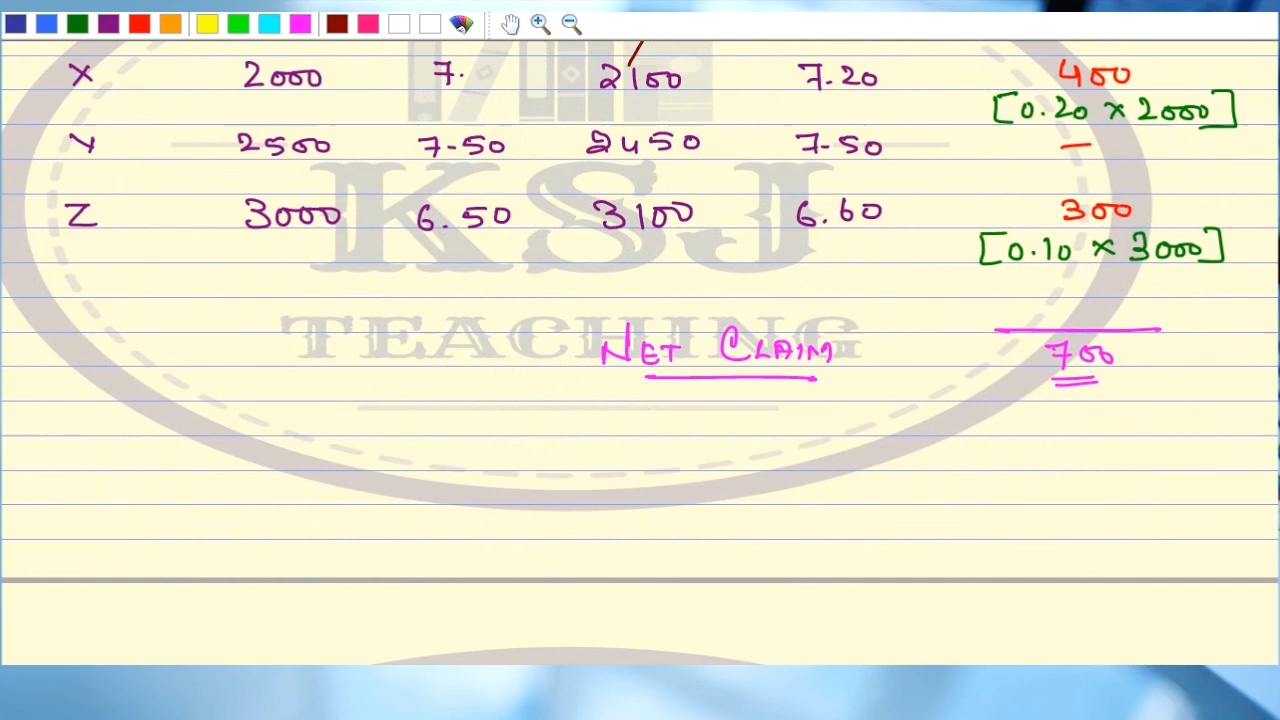 X 2000 7. 2100 7.20 400
[0.20 × 2000]
Y 2500 7-50 2450 7-50 —
Z 3000 6.50 3100 6.60 300
[0.10 × 3000]
NET CLAIM 700
KSJ
TEACHING